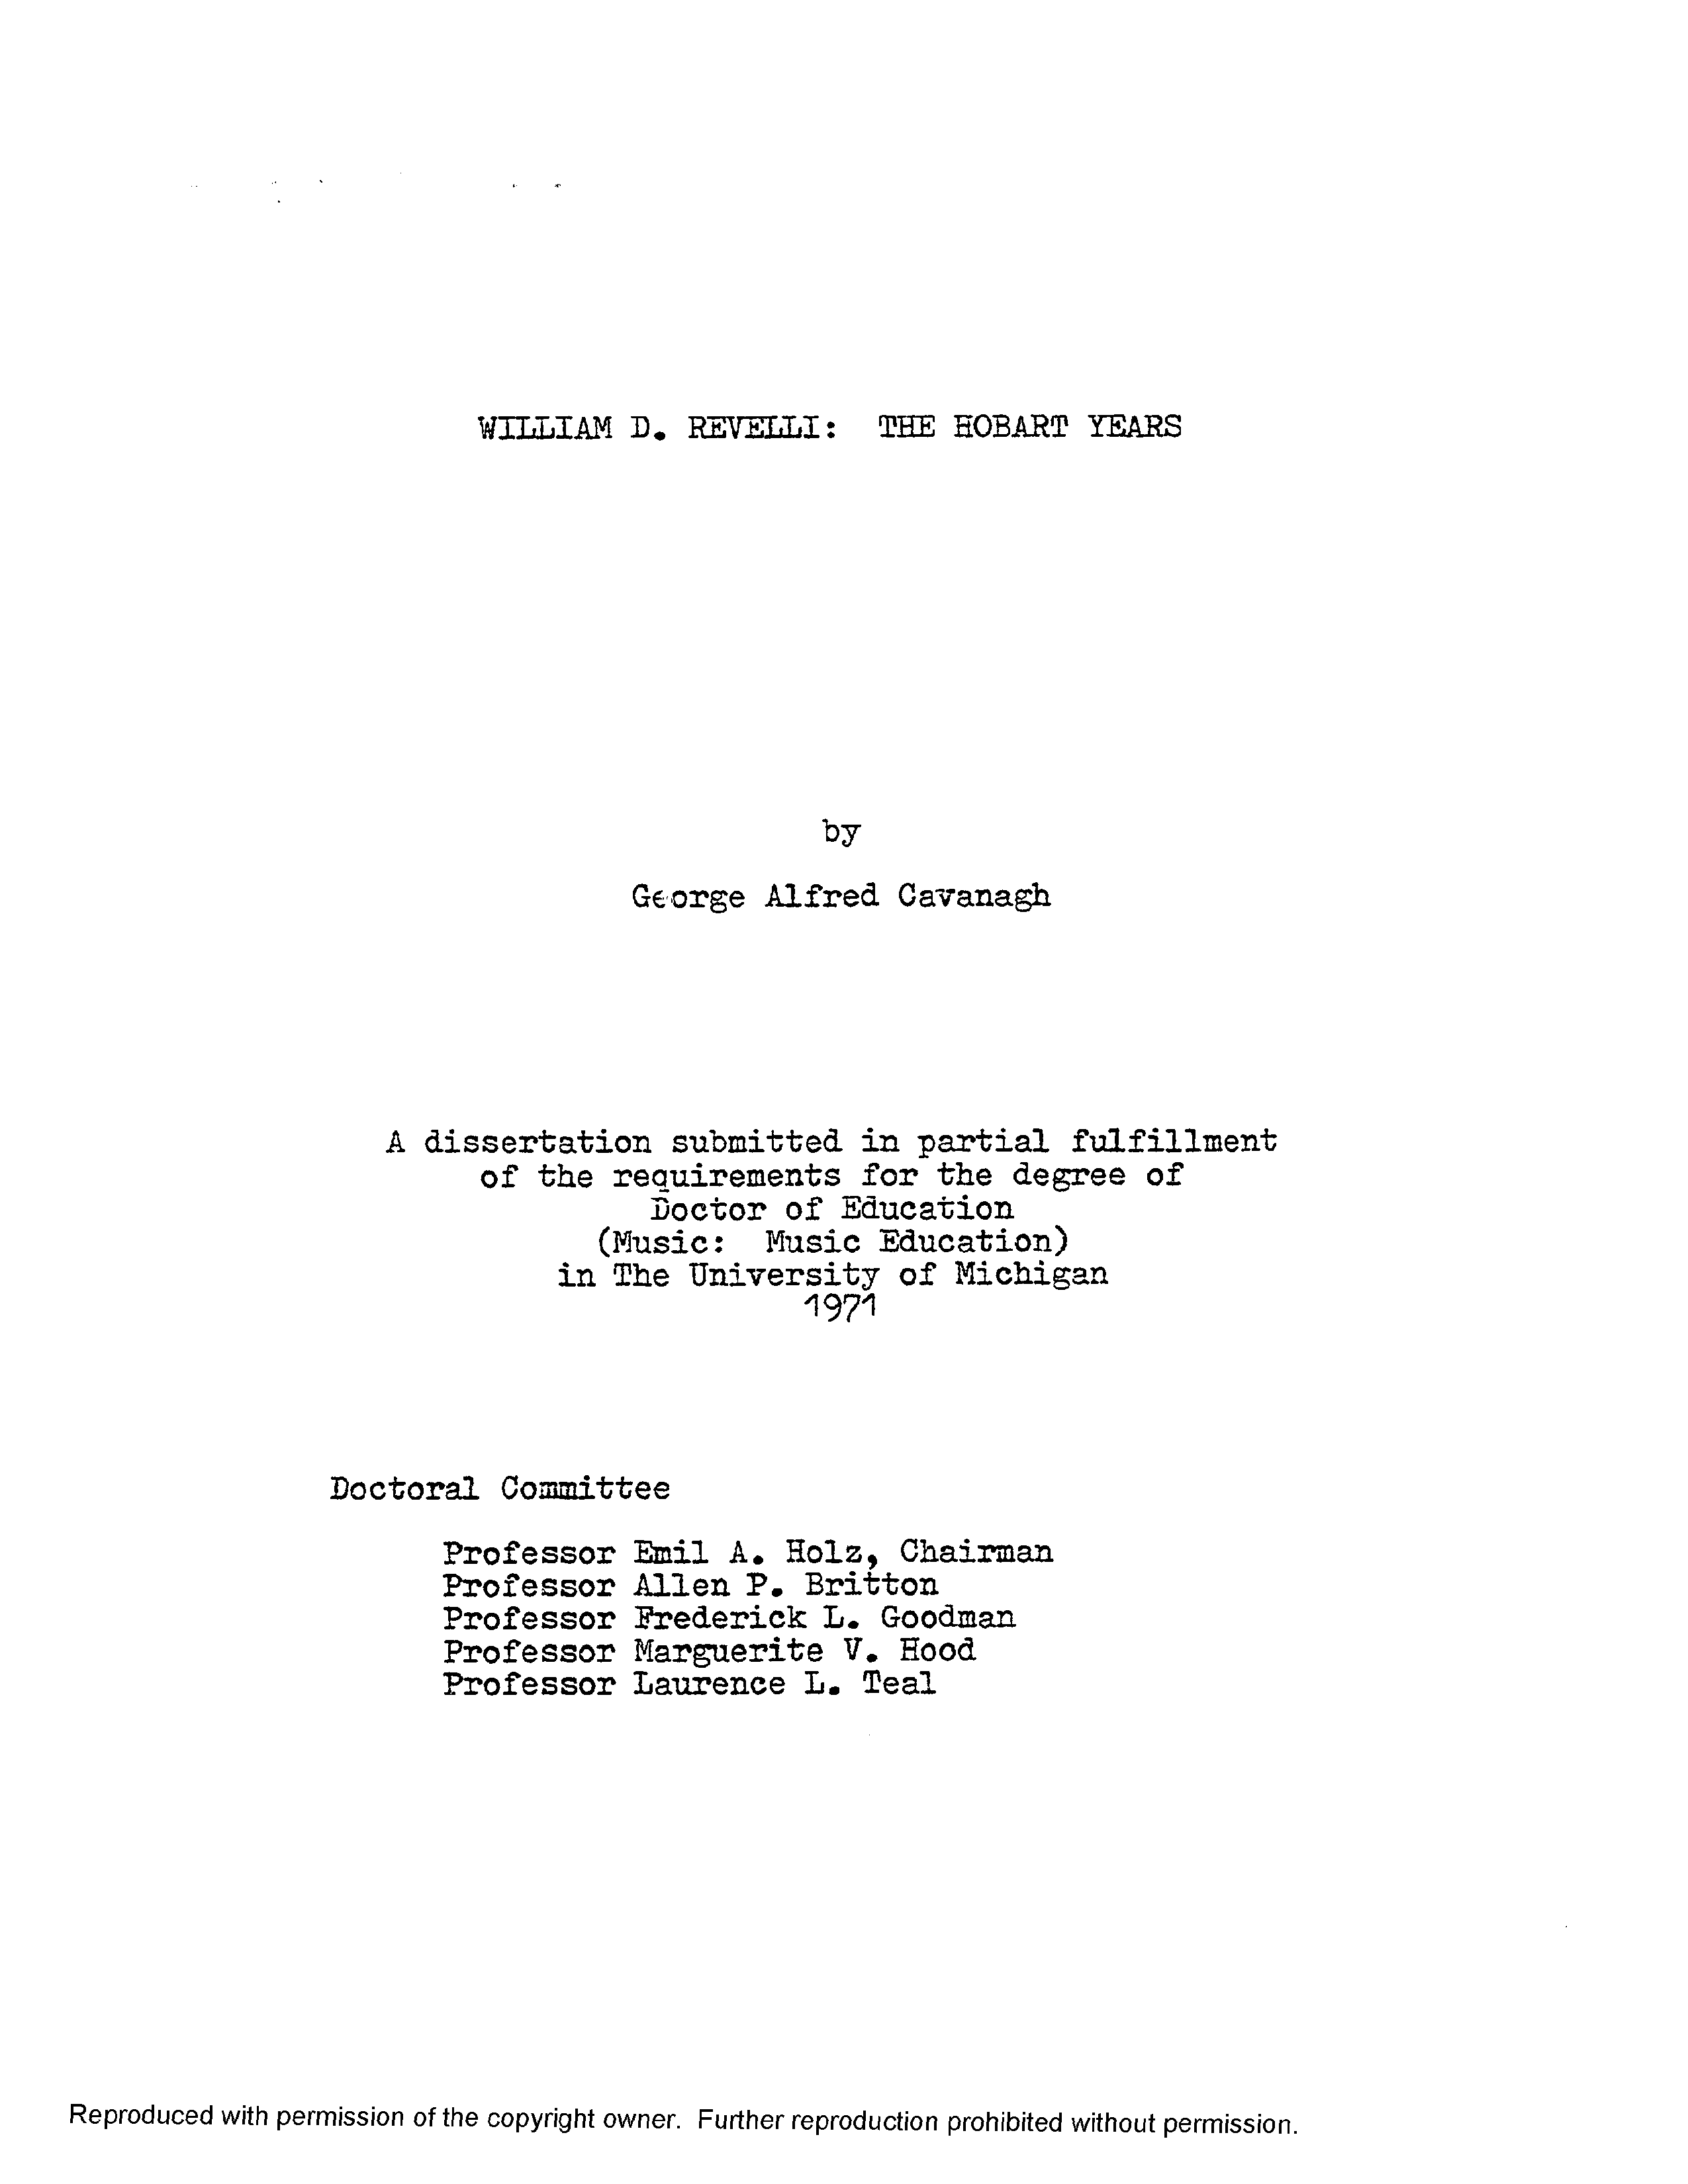 WILLIAM D. REVELLI: THE HOBART YEARS
by
George Alfred Cavanagh
A dissertation submitted in partial fulfillment
of the requirements for the degree of
Doctor of Education
(Music: Music Education)
in The University of Michigan
1971
Doctoral Committee
Professor Emil A. Holz, Chairman
Professor Allen P. Britton
Professor Frederick L. Goodman
Professor Marguerite V. Hood
Professor Laurence L. Teal
Reproduced with permission of the copyright owner. Further reproduction prohibited without permission.